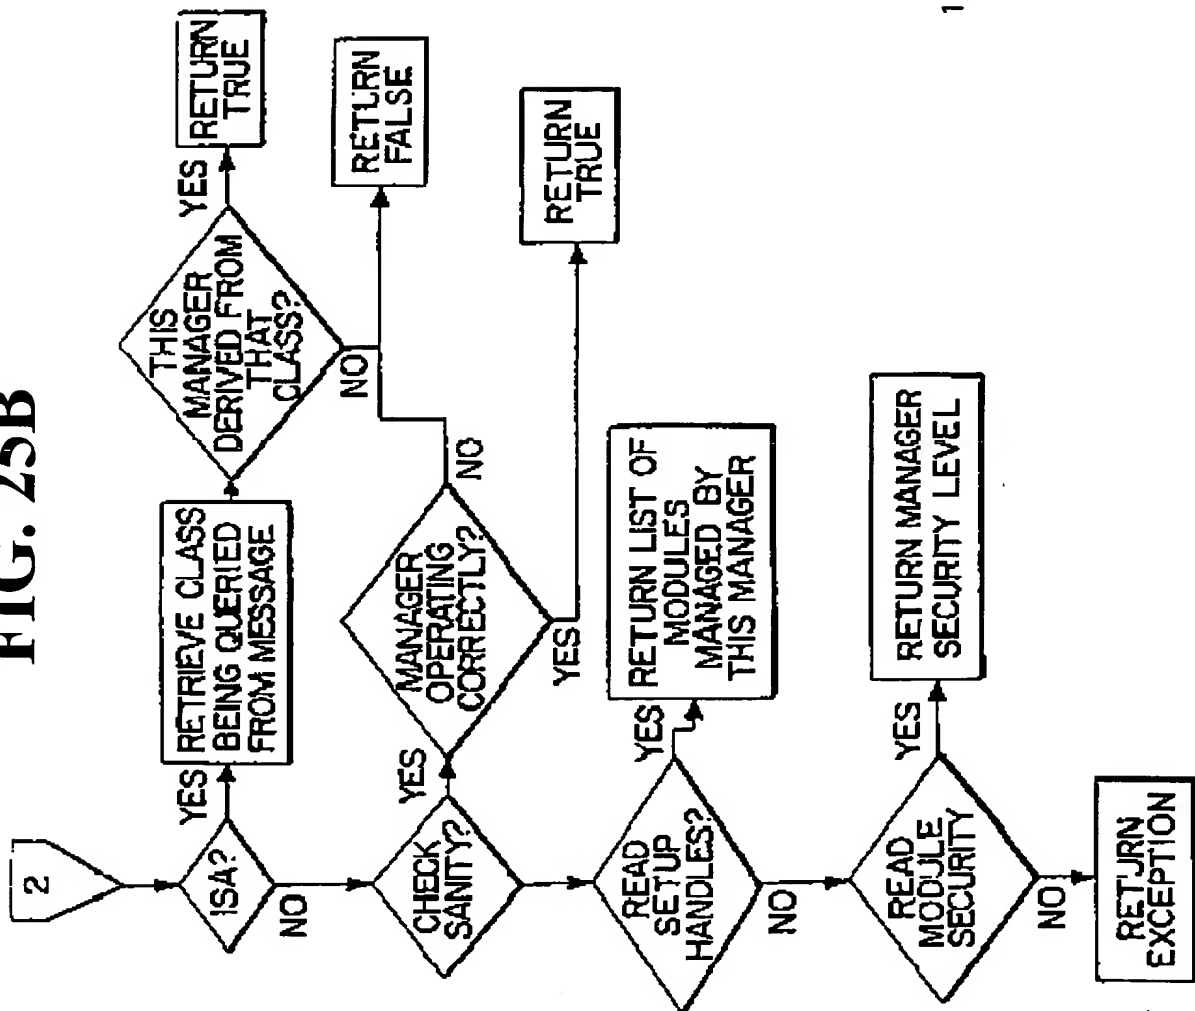 FIG. 25B
2
ISA?
YES
NO
RETRIEVE CLASS
BEING QUERIED
FROM MESSAGE
THIS
MANAGER
DERIVED FROM
THAT
CLASS?
YES
NO
RETURN
TRUE
RETURN
FALSE
CHECK
SANITY?
YES
MANAGER
OPERATING
CORRECTLY?
NO
YES
RETURN
TRUE
READ
SETUP
HANDLES?
YES
NO
RETURN LIST OF
MODULES
MANAGED BY
THIS MANAGER
READ
MODULE
SECURITY
YES
NO
RETURN MANAGER
SECURITY LEVEL
RETURN
EXCEPTION